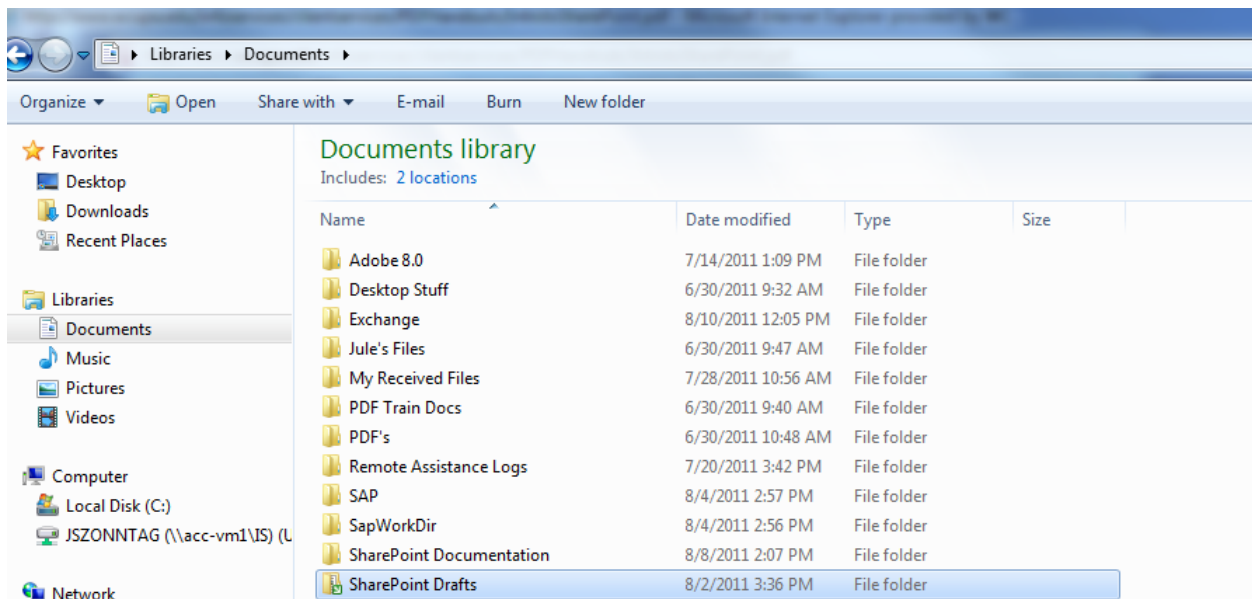 Libraries Documents
Organize Open Share with E-mail Burn New folder
Favorites
Desktop
Downloads
Recent Places
Libraries
Documents
Music
Pictures
Videos
Computer
Local Disk (C:)
JSZONNTAG (\\acc-vm1\IS) (U
Network
Documents library
Includes: 2 locations
Name Date modified Type Size
Adobe 8.0 7/14/2011 1:09 PM File folder
Desktop Stuff 6/30/2011 9:32 AM File folder
Exchange 8/10/2011 12:05 PM File folder
Jule's Files 6/30/2011 9:47 AM File folder
My Received Files 7/28/2011 10:56 AM File folder
PDF Train Docs 6/30/2011 9:40 AM File folder
PDF's 6/30/2011 10:48 AM File folder
Remote Assistance Logs 7/20/2011 3:42 PM File folder
SAP 8/4/2011 2:57 PM File folder
SapWorkDir 8/4/2011 2:56 PM File folder
SharePoint Documentation 8/8/2011 2:07 PM File folder
SharePoint Drafts 8/2/2011 3:36 PM File folder